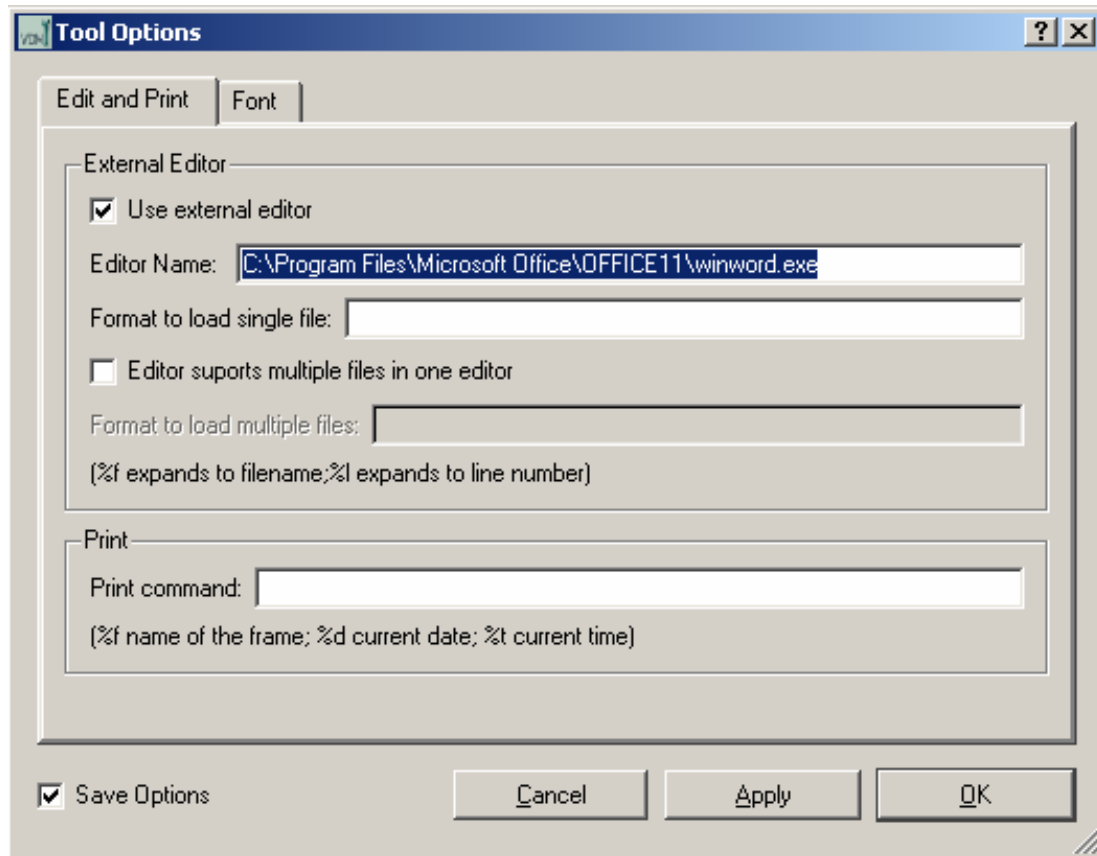 VDM Tool Options ? X
Edit and Print Font
External Editor
Use external editor
Editor Name: C:\Program Files\Microsoft Office\OFFICE11\winword.exe
Format to load single file:
Editor suports multiple files in one editor
Format to load multiple files:
(%f expands to filename;%l expands to line number)
Print
Print command:
(%f name of the frame; %d current date; %t current time)
Save Options Cancel Apply OK